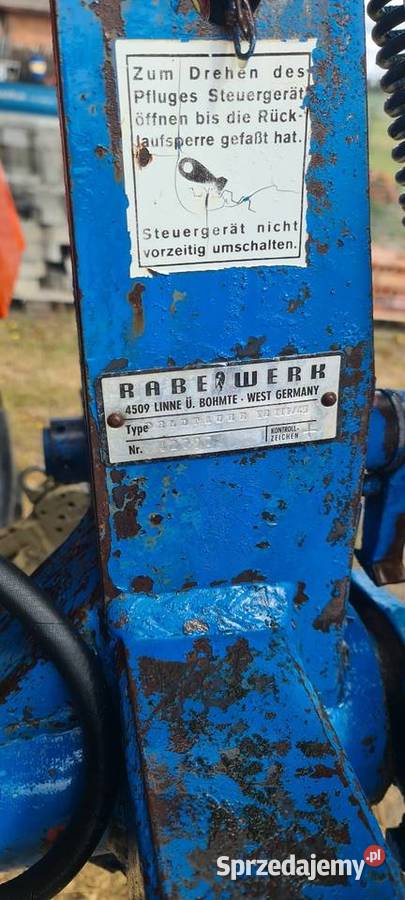 Zum Drehen des
Pfluges Steuergerät
öffnen bis die Rück-
laufsperre gefaßt hat.
Steuergerät nicht
vorzeitig umschalten.
RABEWERK
4509 LINNE Ü. BOHMTE · WEST GERMANY
Type
Nr.
KONTROLL-
ZEICHEN
Sprzedajemy.pl